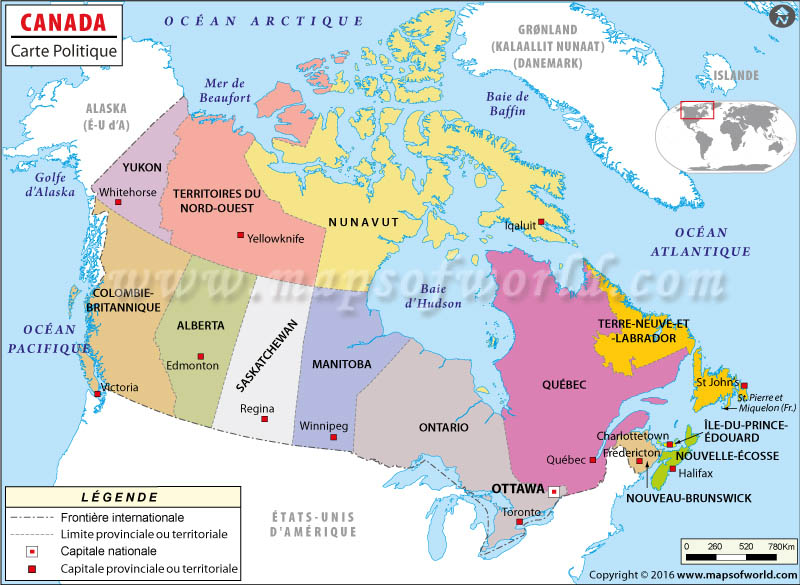 CANADA
Carte Politique
OCÉAN ARCTIQUE
GRØNLAND
(KALAALLIT NUNAAT)
(DANEMARK)
ISLANDE
Mer de
Beaufort
Baie de
Baffin
ALASKA
(É-U d'A)
Golfe
d'Alaska
YUKON
Whitehorse
TERRITOIRES DU
NORD-OUEST
Yellowknife
NUNAVUT
Iqaluit
OCÉAN
ATLANTIQUE
www.mapsofworld.com
COLOMBIE-
BRITANNIQUE
Baie
d'Hudson
OCÉAN
PACIFIQUE
ALBERTA
Edmonton
SASKATCHEWAN
Regina
MANITOBA
Winnipeg
TERRE-NEUVE-ET
-LABRADOR
Victoria
QUÉBEC
St John's
St. Pierre et
Miquelon (Fr.)
ONTARIO
ÎLE-DU-PRINCE-
ÉDOUARD
Charlottetown
Fredericton
NOUVELLE-ÉCOSSE
Halifax
Québec
NOUVEAU-BRUNSWICK
OTTAWA
Toronto
ÉTATS-UNIS
D'AMÉRIQUE
LÉGENDE
Frontière internationale
Limite provinciale ou territoriale
Capitale nationale
Capitale provinciale ou territoriale
0 260 520 780Km
Copyright © 2016 www.mapsofworld.com